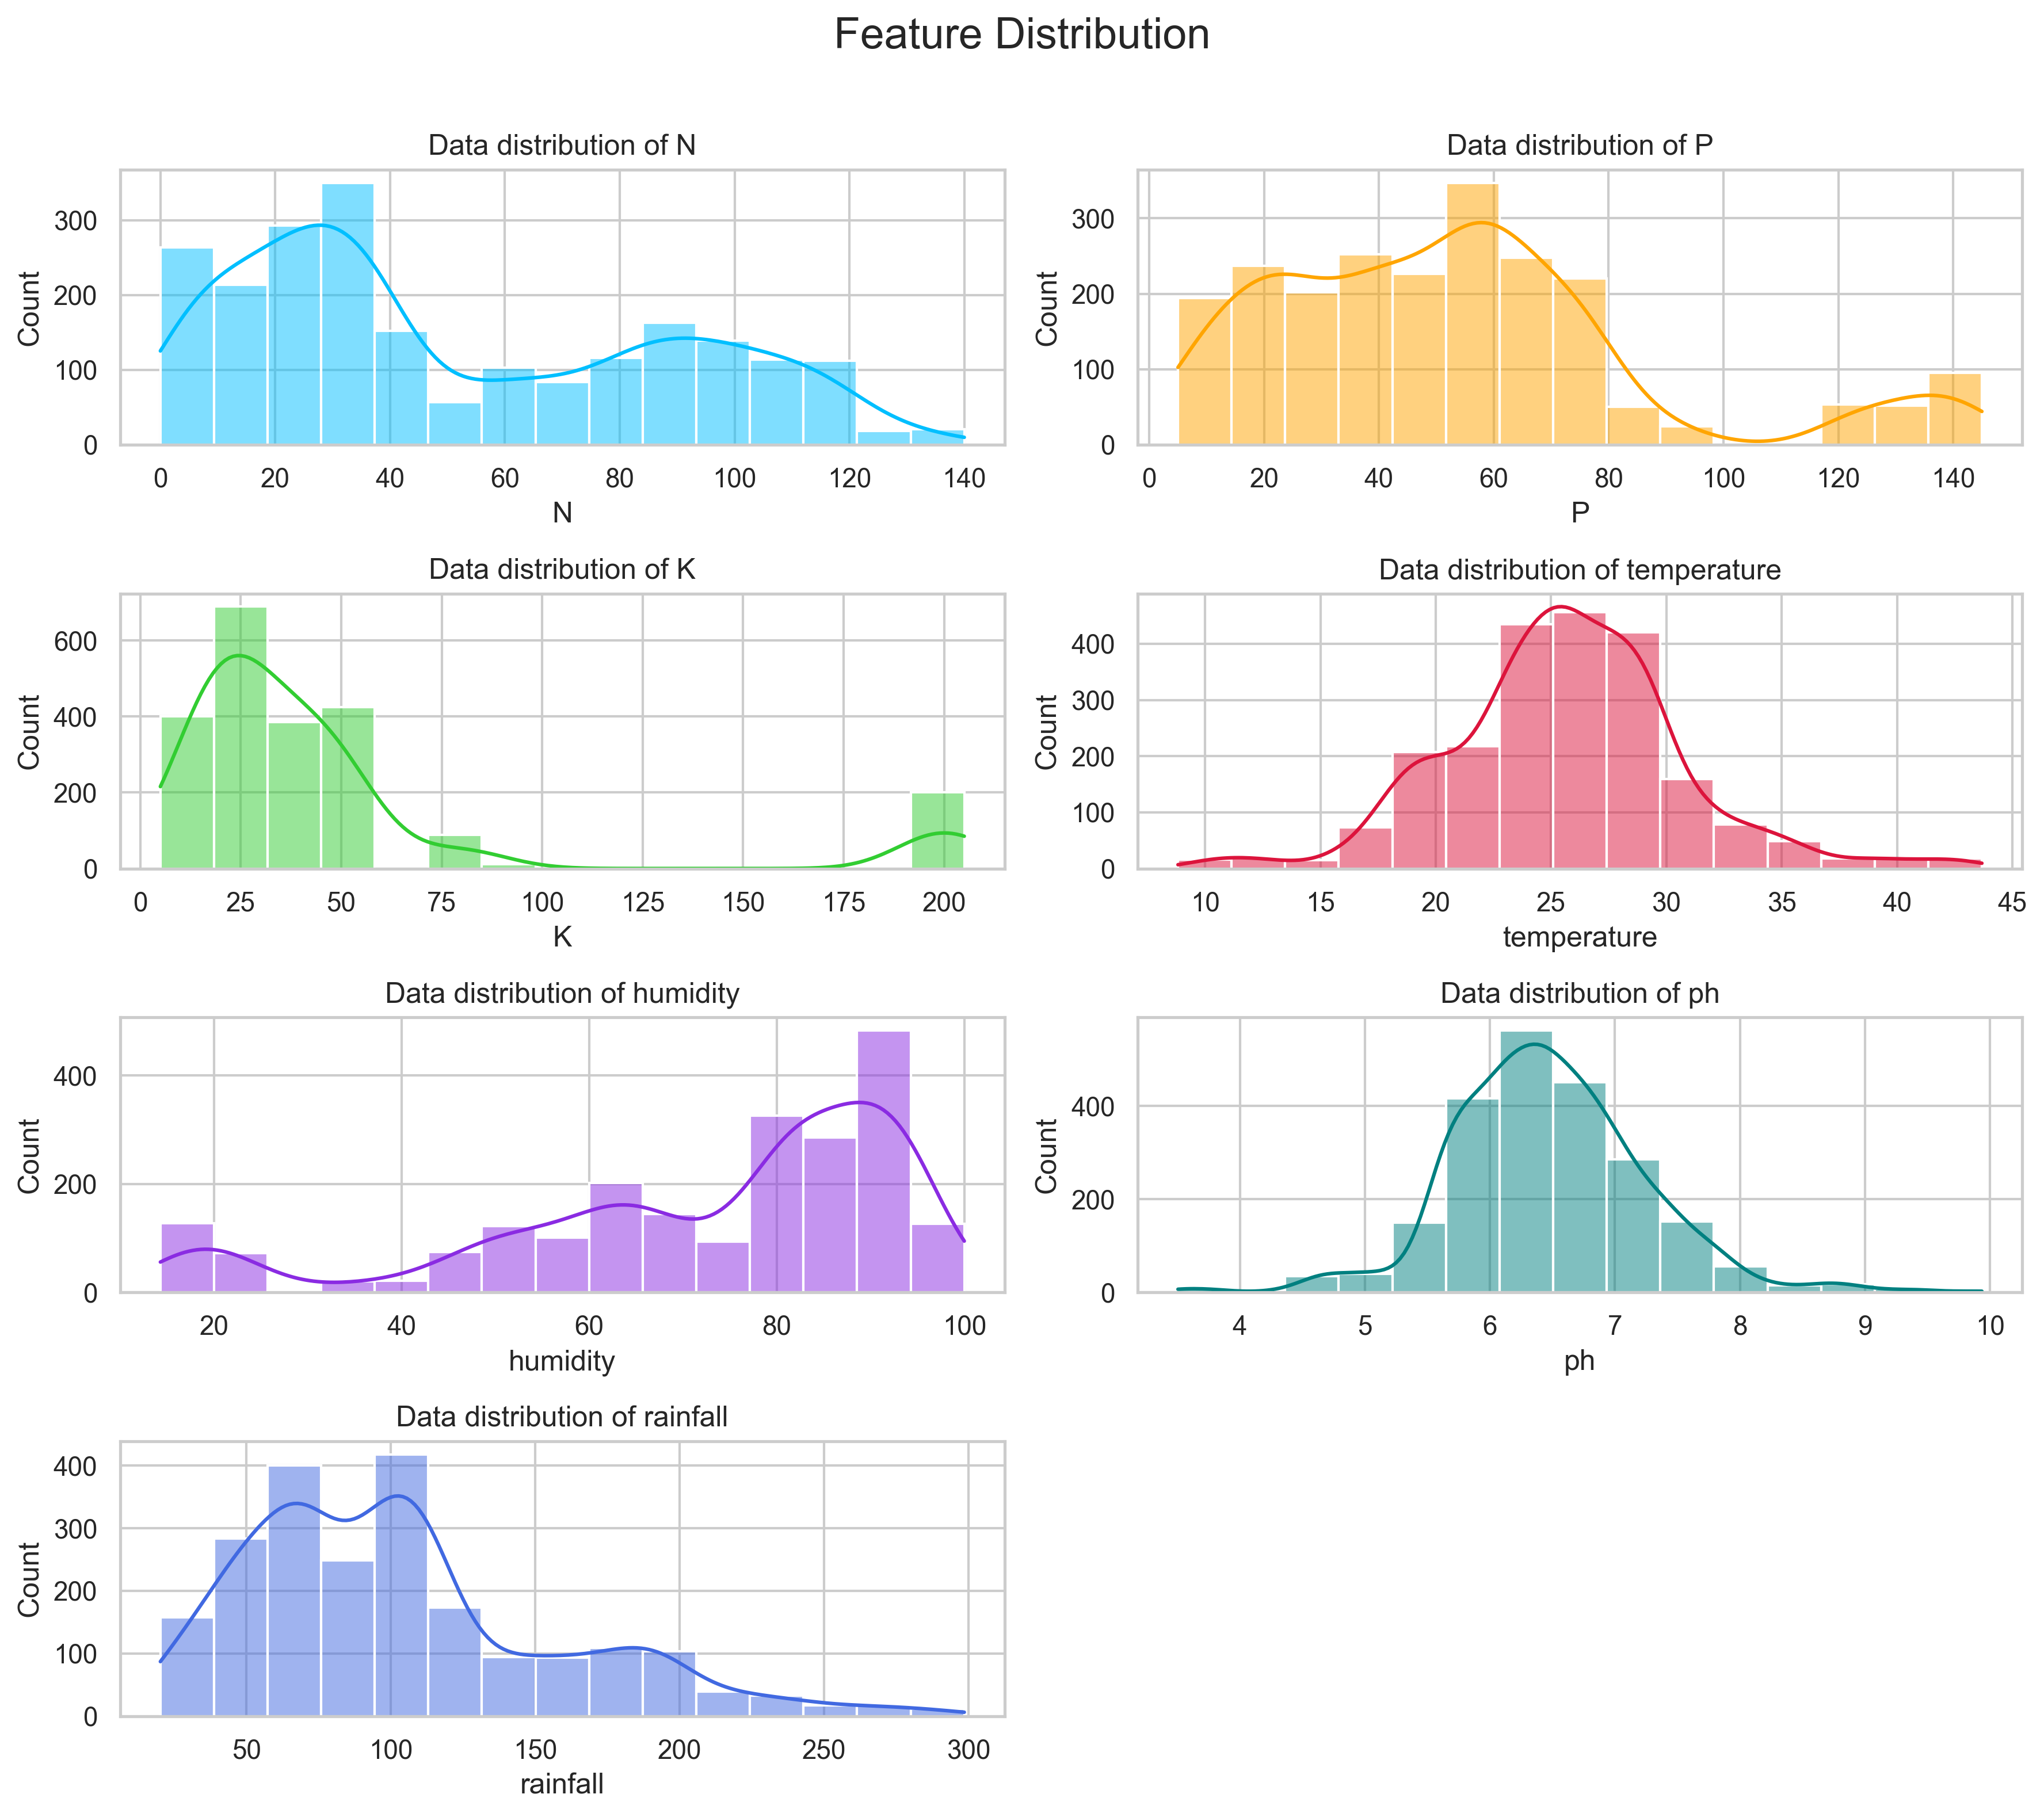 Feature Distribution
Data distribution of N
300
200
100
0
Count
0 20 40 60 80 100 120 140
N
Data distribution of P
300
200
100
0
Count
0 20 40 60 80 100 120 140
P
Data distribution of K
600
400
200
0
Count
0 25 50 75 100 125 150 175 200
K
Data distribution of temperature
400
300
200
100
0
Count
10 15 20 25 30 35 40 45
temperature
Data distribution of humidity
400
200
0
Count
20 40 60 80 100
humidity
Data distribution of ph
400
200
0
Count
4 5 6 7 8 9 10
ph
Data distribution of rainfall
400
300
200
100
0
Count
50 100 150 200 250 300
rainfall